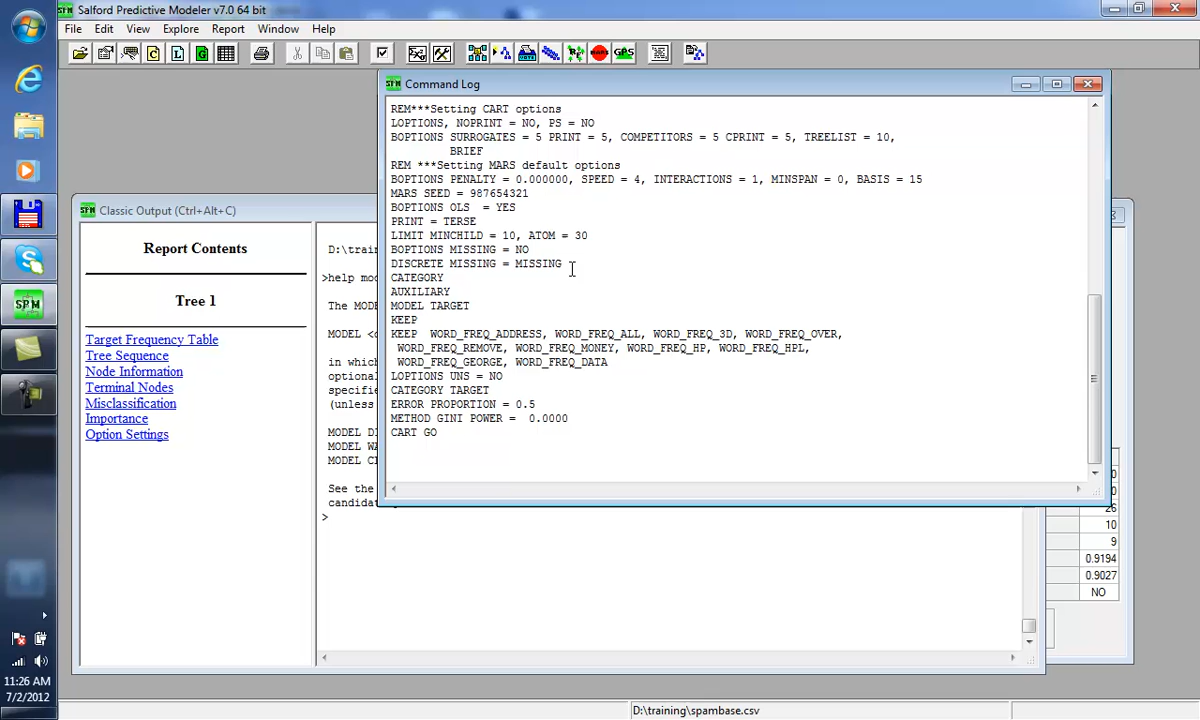 Salford Predictive Modeler v7.0 64 bit
File Edit View Explore Report Window Help
Command Log
REM***Setting CART options
LOPTIONS, NOPRINT = NO, PS = NO
BOPTIONS SURROGATES = 5 PRINT = 5, COMPETITORS = 5 CPRINT = 5, TREELIST = 10,
BRIEF
REM ***Setting MARS default options
BOPTIONS PENALTY = 0.000000, SPEED = 4, INTERACTIONS = 1, MINSPAN = 0, BASIS = 15
MARS SEED = 987654321
BOPTIONS OLS = YES
PRINT = TERSE
LIMIT MINCHILD = 10, ATOM = 30
BOPTIONS MISSING = NO
DISCRETE MISSING = MISSING
CATEGORY
AUXILIARY
MODEL TARGET
KEEP
KEEP WORD_FREQ_ADDRESS, WORD_FREQ_ALL, WORD_FREQ_3D, WORD_FREQ_OVER,
WORD_FREQ_REMOVE, WORD_FREQ_MONEY, WORD_FREQ_HP, WORD_FREQ_HPL,
WORD_FREQ_GEORGE, WORD_FREQ_DATA
LOPTIONS UNS = NO
CATEGORY TARGET
ERROR PROPORTION = 0.5
METHOD GINI POWER = 0.0000
CART GO
Classic Output (Ctrl+Alt+C)
Report Contents
Tree 1
Target Frequency Table
Tree Sequence
Node Information
Terminal Nodes
Misclassification
Importance
Option Settings
D:\trai
>help mo
The MOD
MODEL <
in whic
optiona
specifie
(unless
MODEL D
MODEL W
MODEL C
See the
candida
>
0
0
26
10
9
0.9194
0.9027
NO
SPM
11:26 AM
7/2/2012
D:\training\spambase.csv